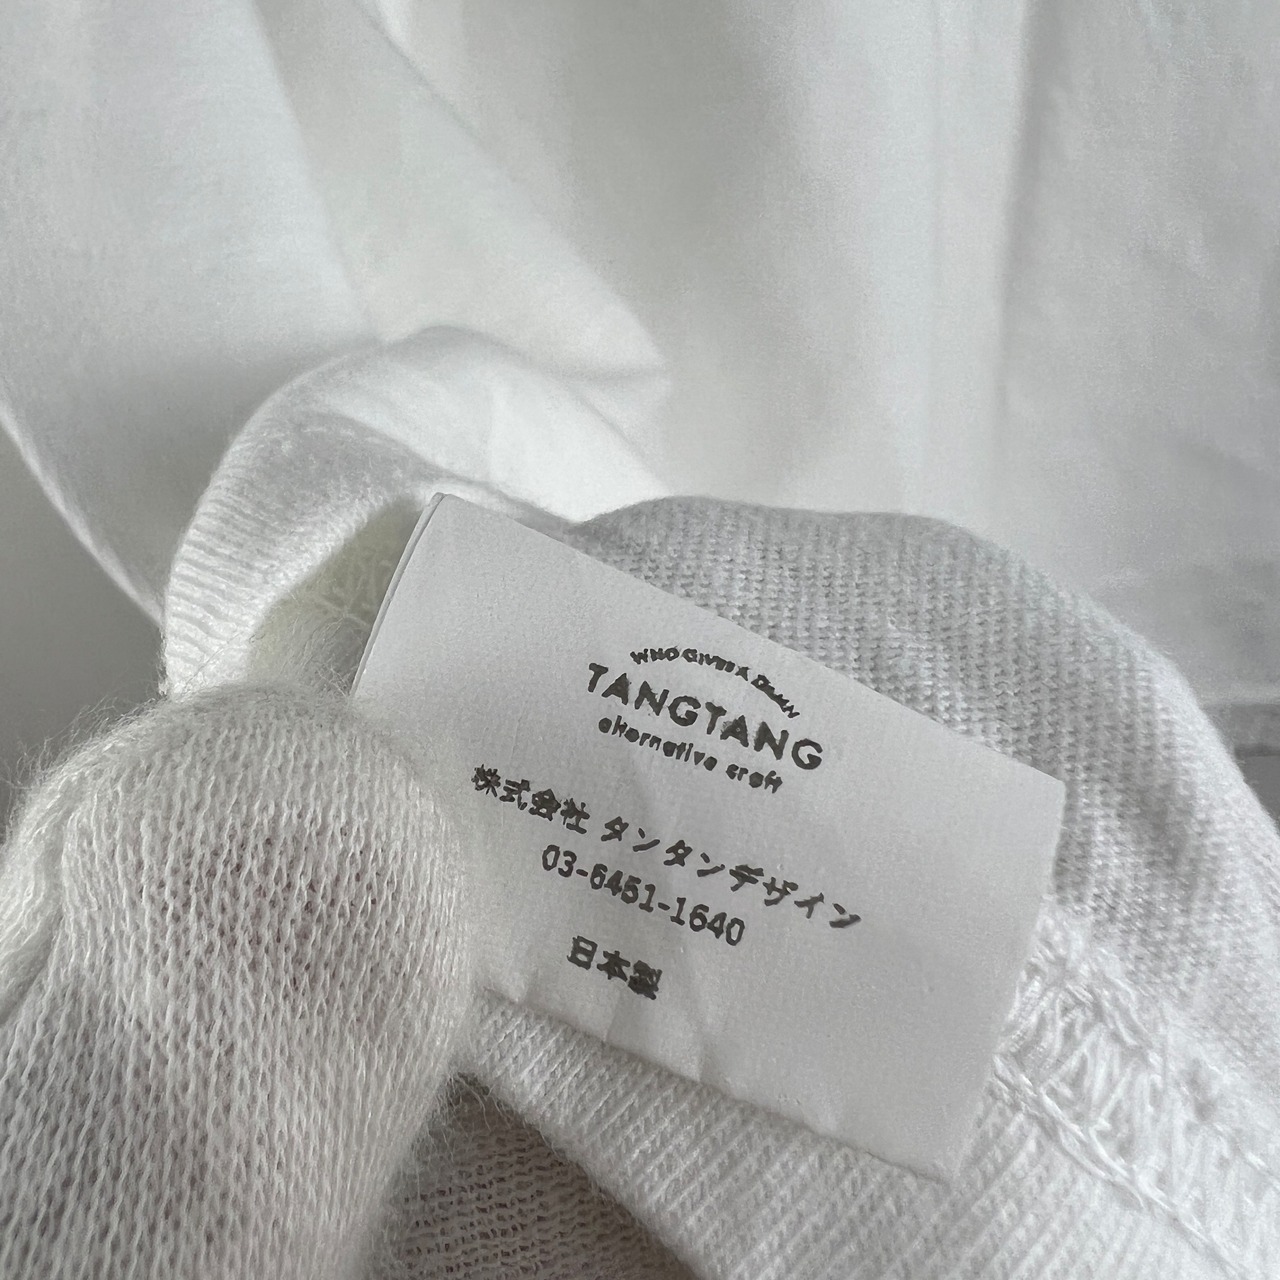 WHO GIVES A
TANGTANG
alternative craft
株式会社 タンタンデザイン
03-6451-1640
日本製